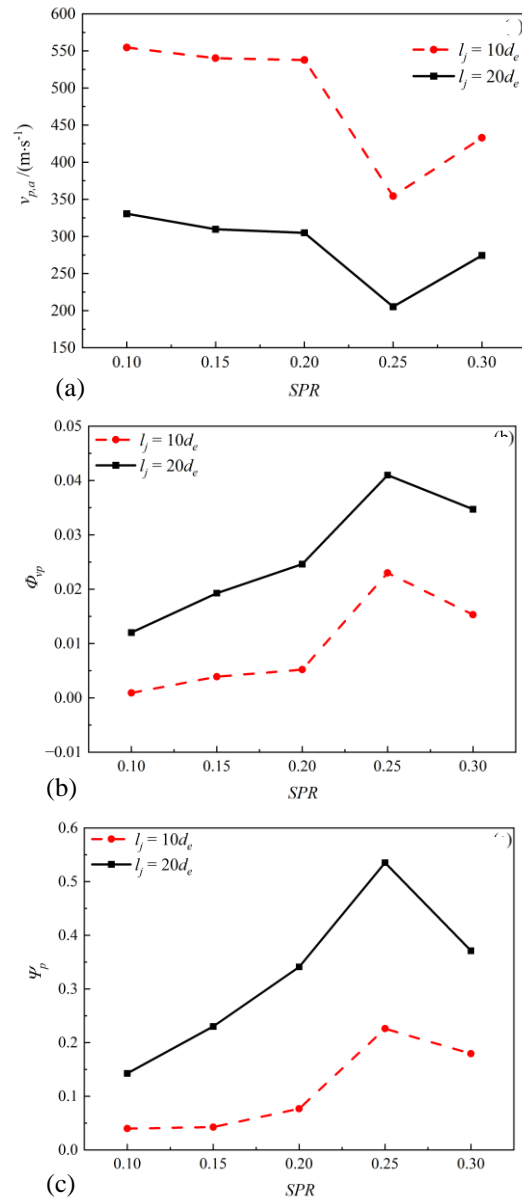 600
550
500
450
400
350
300
250
200
150
v_{p,a} /(m·s⁻¹)
l_j = 10d_e
l_j = 20d_e
0.10 0.15 0.20 0.25 0.30
(a) SPR
0.05
0.04
0.03
0.02
0.01
0.00
−0.01
Φ_{vp}
l_j = 10d_e
l_j = 20d_e
0.10 0.15 0.20 0.25 0.30
(b) SPR
0.6
0.5
0.4
0.3
0.2
0.1
0.0
Ψ_p
l_j = 10d_e
l_j = 20d_e
0.10 0.15 0.20 0.25 0.30
(c) SPR